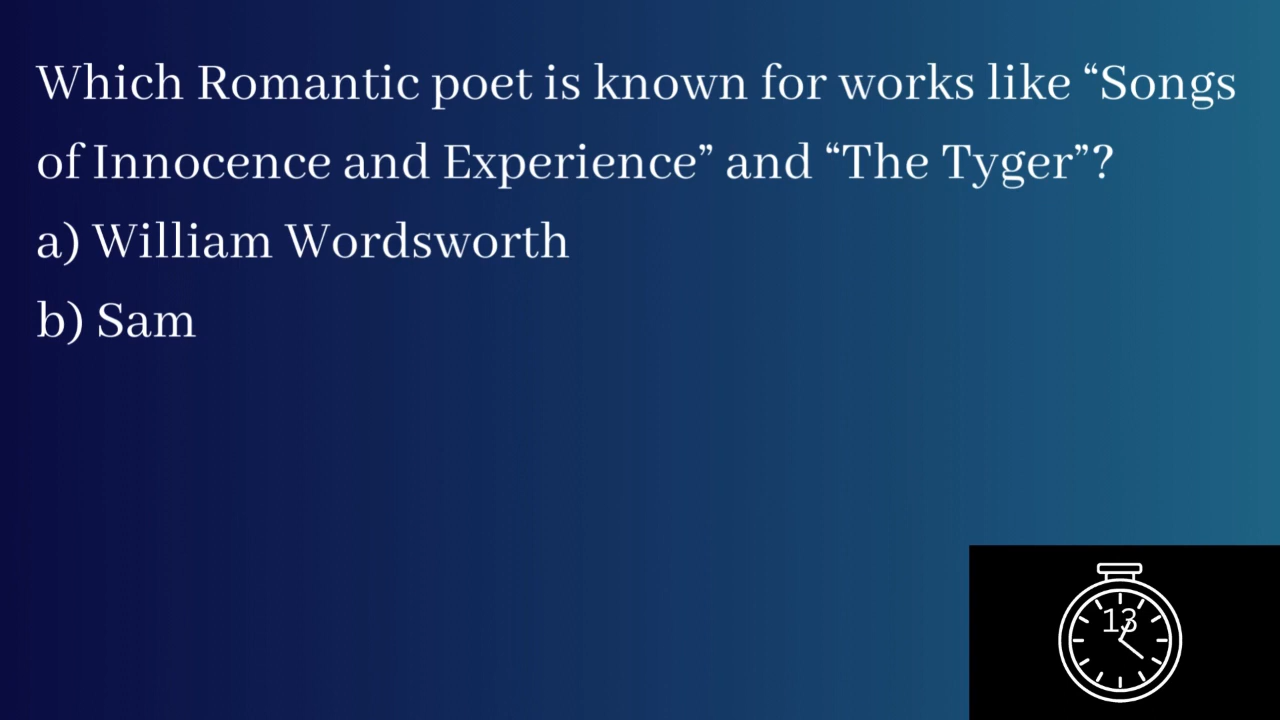 Which Romantic poet is known for works like “Songs
of Innocence and Experience” and “The Tyger”?
a) William Wordsworth
b) Sam
13